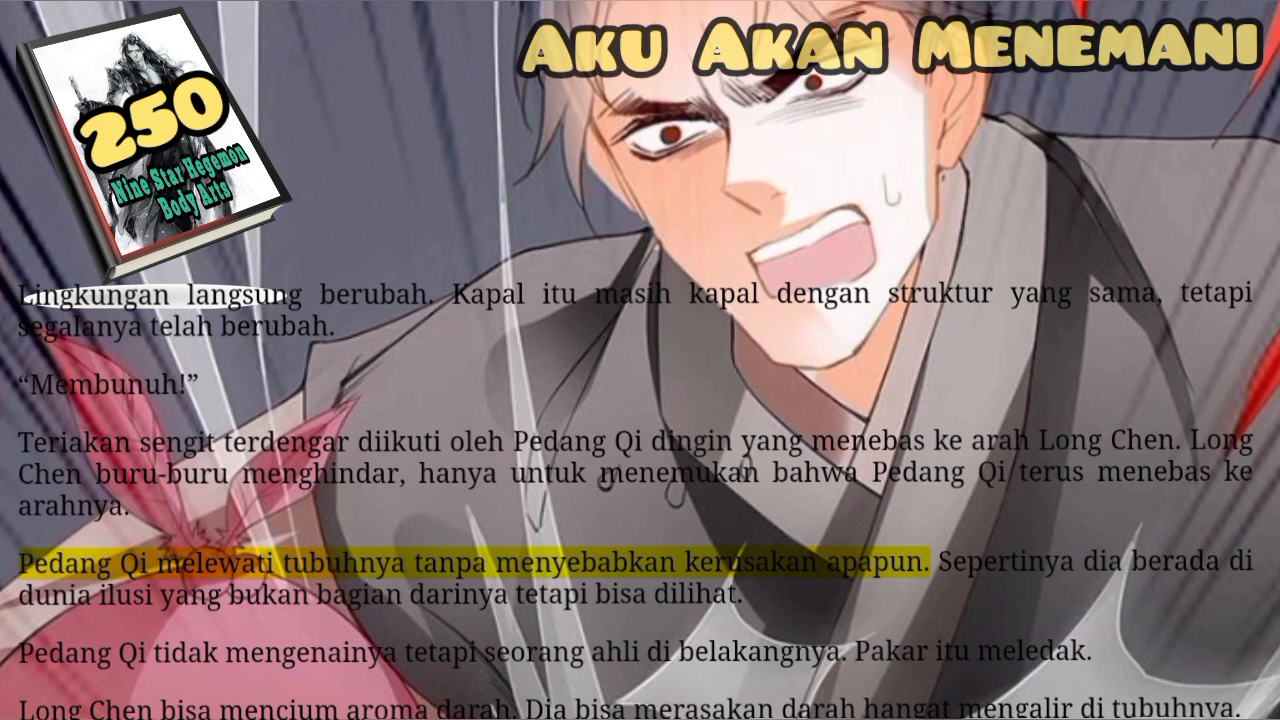 Aku Akan Menemani
250
Nine Star Hegemon
Body Arts
Lingkungan langsung berubah. Kapal itu masih kapal dengan struktur yang sama, tetapi
segalanya telah berubah.
“Membunuh!”
Teriakan sengit terdengar diikuti oleh Pedang Qi dingin yang menebas ke arah Long Chen. Long
Chen buru-buru menghindar, hanya untuk menemukan bahwa Pedang Qi terus menebas ke
arahnya.
Pedang Qi melewati tubuhnya tanpa menyebabkan kerusakan apapun. Sepertinya dia berada di
dunia ilusi yang bukan bagian darinya tetapi bisa dilihat.
Pedang Qi tidak mengenainya tetapi seorang ahli di belakangnya. Pakar itu meledak.
Long Chen bisa mencium aroma darah. Dia bisa merasakan darah hangat mengalir di tubuhnya.